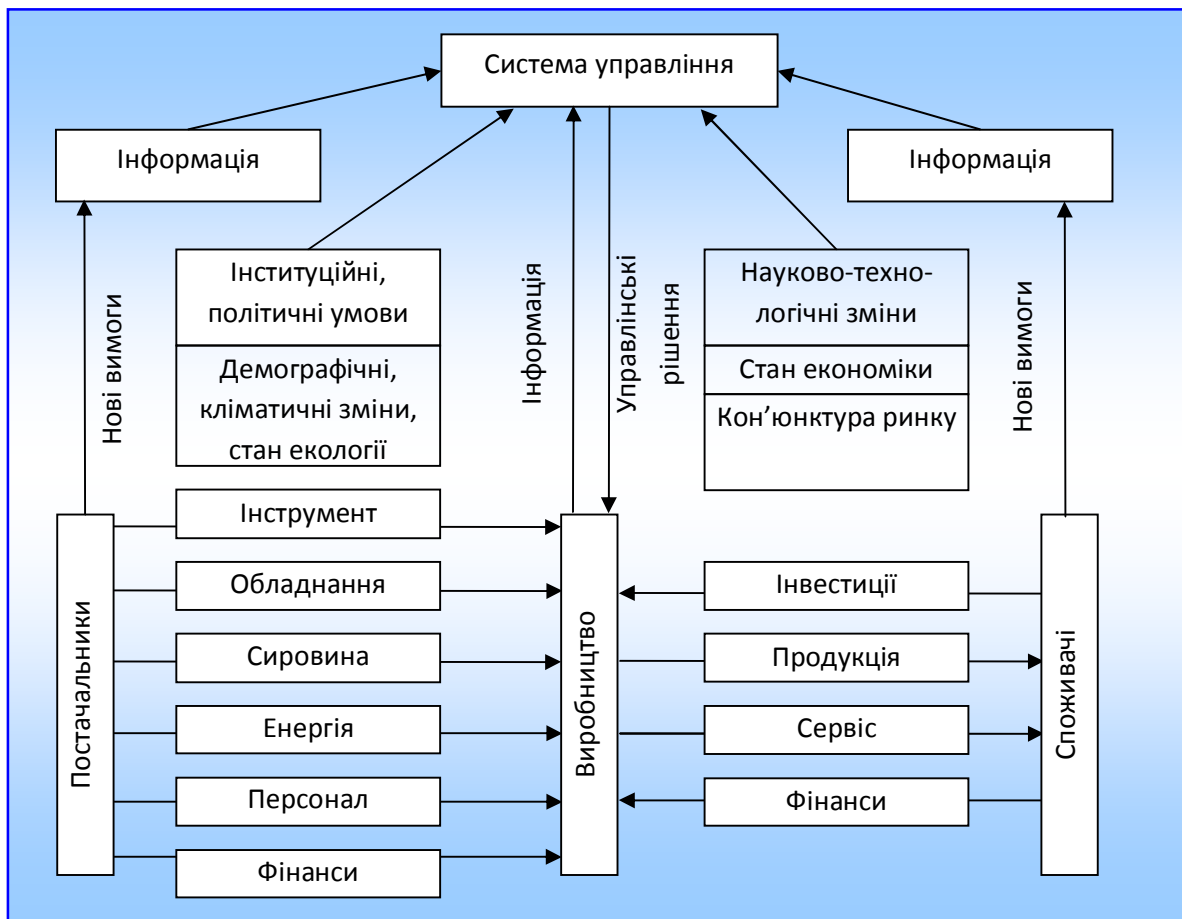 Система управління
Інформація
Інформація
Інституційні,
політичні умови
Демографічні,
кліматичні зміни,
стан екології
Науково-техно-
логічні зміни
Стан економіки
Кон’юнктура ринку
Нові вимоги
Інформація
Управлінські
рішення
Нові вимоги
Постачальники
Інструмент
Обладнання
Сировина
Енергія
Персонал
Фінанси
Виробництво
Інвестиції
Продукція
Сервіс
Фінанси
Споживачі